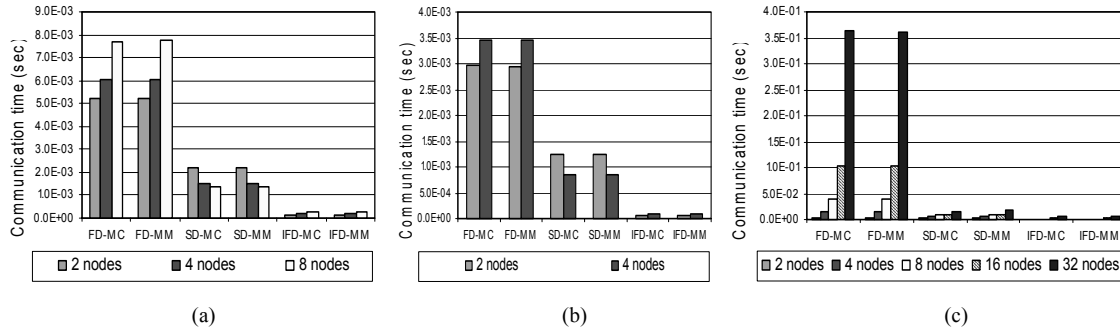 Communication time (sec)
9.0E-03
8.0E-03
7.0E-03
6.0E-03
5.0E-03
4.0E-03
3.0E-03
2.0E-03
1.0E-03
0.0E+00
FD-MC FD-MM SD-MC SD-MM IFD-MC IFD-MM
2 nodes 4 nodes 8 nodes
(a)
Communication time (sec)
4.0E-03
3.5E-03
3.0E-03
2.5E-03
2.0E-03
1.5E-03
1.0E-03
5.0E-04
0.0E+00
FD-MC FD-MM SD-MC SD-MM IFD-MC IFD-MM
2 nodes 4 nodes
(b)
Communication time (sec)
4.0E-01
3.5E-01
3.0E-01
2.5E-01
2.0E-01
1.5E-01
1.0E-01
5.0E-02
0.0E+00
FD-MC FD-MM SD-MC SD-MM IFD-MC IFD-MM
2 nodes 4 nodes 8 nodes 16 nodes 32 nodes
(c)